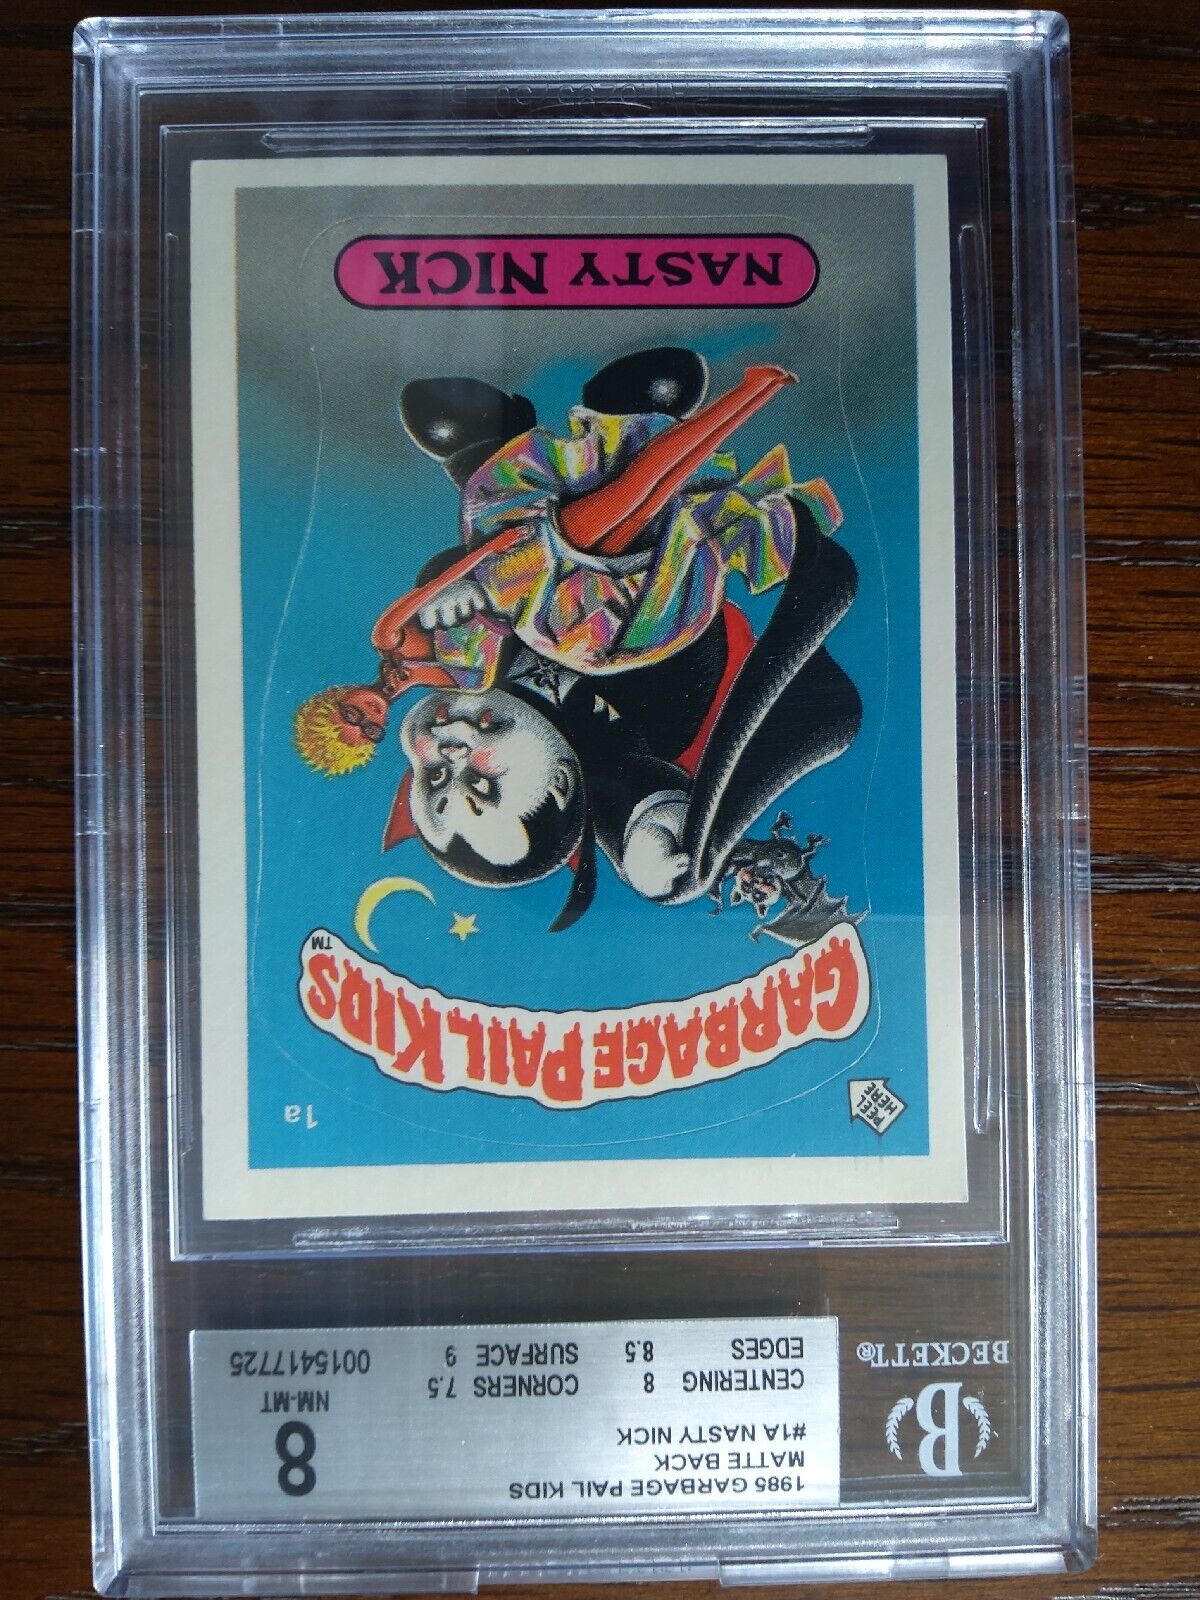 1985 GARBAGE PAIL KIDS
MATTE BACK
#1A NASTY NICK
CENTERING 8 CORNERS 7.5
EDGES 8.5 SURFACE 9
8
NM-MT
0015417725
B
BECKETT®
PEEL HERE
1a
GARBAGE PAIL KIDS
TM
NASTY NICK